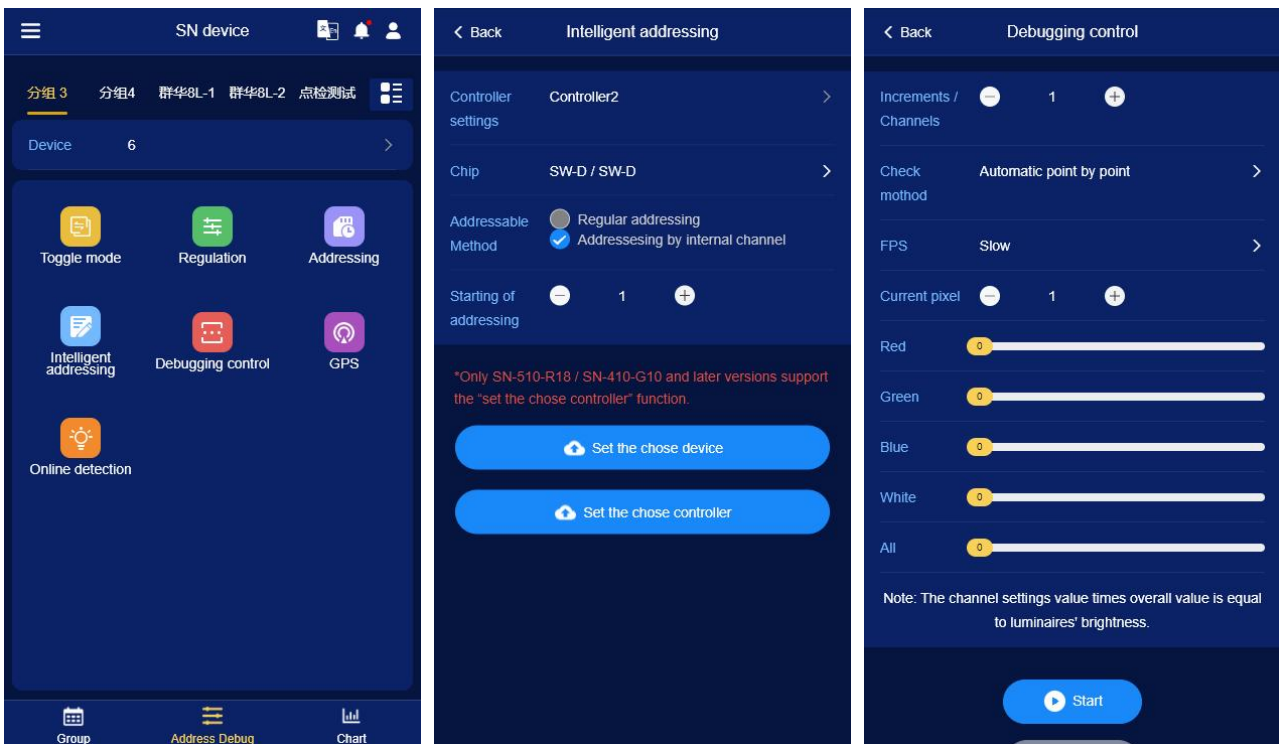 SN device
分组 3
分组4
群华8L-1
群华8L-2
点检测试
Device
6
Toggle mode
Regulation
Addressing
Intelligent
addressing
Debugging control
GPS
Online detection
Group
Address Debug
Chart
Back
Intelligent addressing
Controller
settings
Controller2
Chip
SW-D / SW-D
Addressable
Method
Regular addressing
Addressesing by internal channel
Starting of
addressing
1
*Only SN-510-R18 / SN-410-G10 and later versions support
the "set the chose controller" function.
Set the chose device
Set the chose controller
Back
Debugging control
Increments /
Channels
1
Check
mothod
Automatic point by point
FPS
Slow
Current pixel
1
Red
0
Green
0
Blue
0
White
0
All
0
Note: The channel settings value times overall value is equal
to luminaires' brightness.
Start